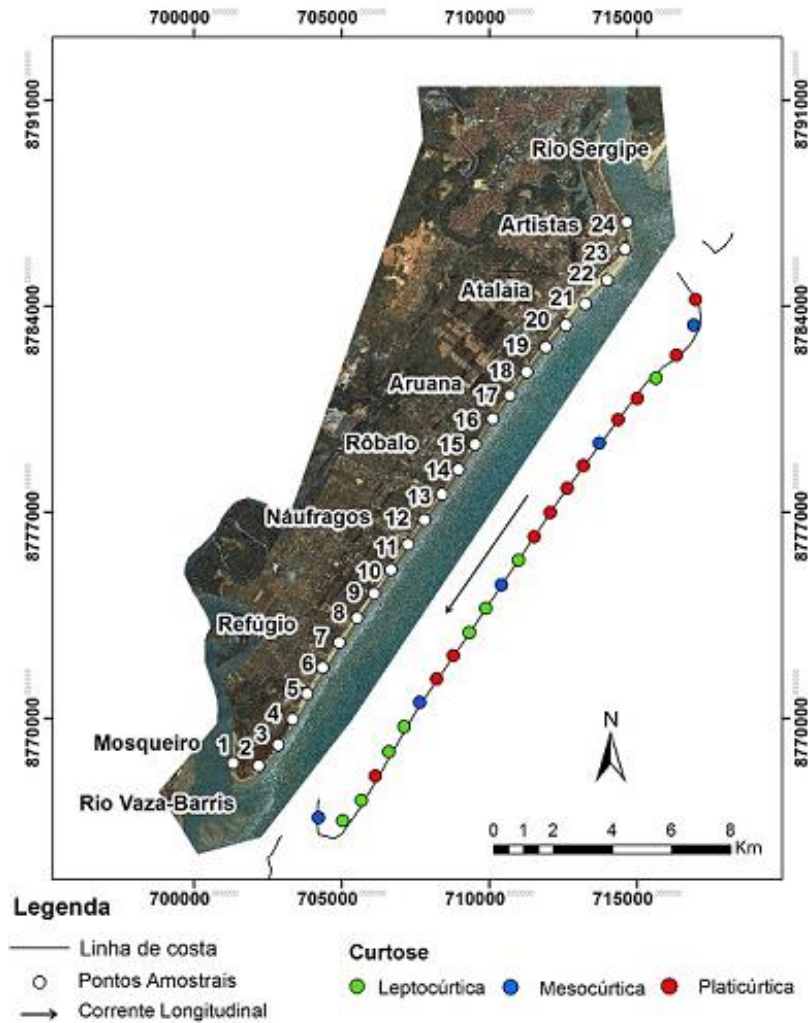 700000 705000 710000 715000
8791000 8791000
Rio Sergipe
Artistas 24
23
22
Atalaia 21
8784000 8784000
20
19
18
Aruana 17
16
Rôbalo 15
14
13
8777000 8777000
Náufragos 12
11
10
9
8
Refúgio 7
6
5
8770000 8770000
4
3
Mosqueiro 1 2
Rio Vaza-Barris
N
0 1 2 4 6 8
Km
700000 705000 710000 715000
Legenda
Linha de costa
Pontos Amostrais
Corrente Longitudinal
Curtose
Leptocúrtica Mesocúrtica Platicúrtica